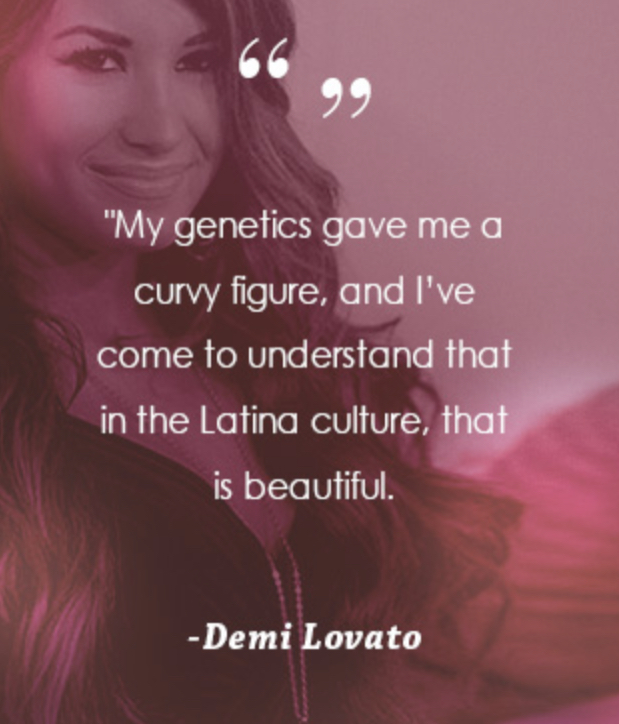 “ ”
"My genetics gave me a
curvy figure, and I’ve
come to understand that
in the Latina culture, that
is beautiful.
-Demi Lovato